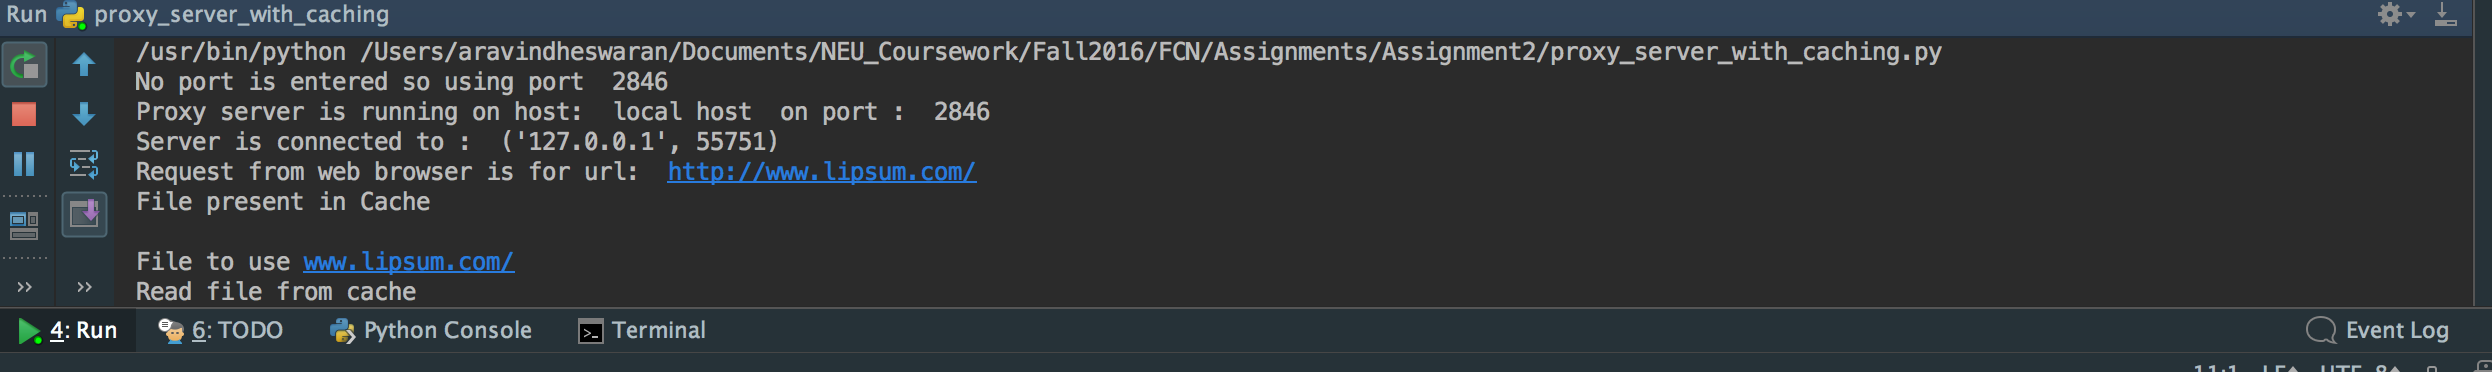 Run proxy_server_with_caching
/usr/bin/python /Users/aravindheswaran/Documents/NEU_Coursework/Fall2016/FCN/Assignments/Assignment2/proxy_server_with_caching.py
No port is entered so using port  2846
Proxy server is running on host:  local host  on port :  2846
Server is connected to :  ('127.0.0.1', 55751)
Request from web browser is for url:  http://www.lipsum.com/
File present in Cache
File to use www.lipsum.com/
Read file from cache
4: Run 6: TODO Python Console Terminal Event Log